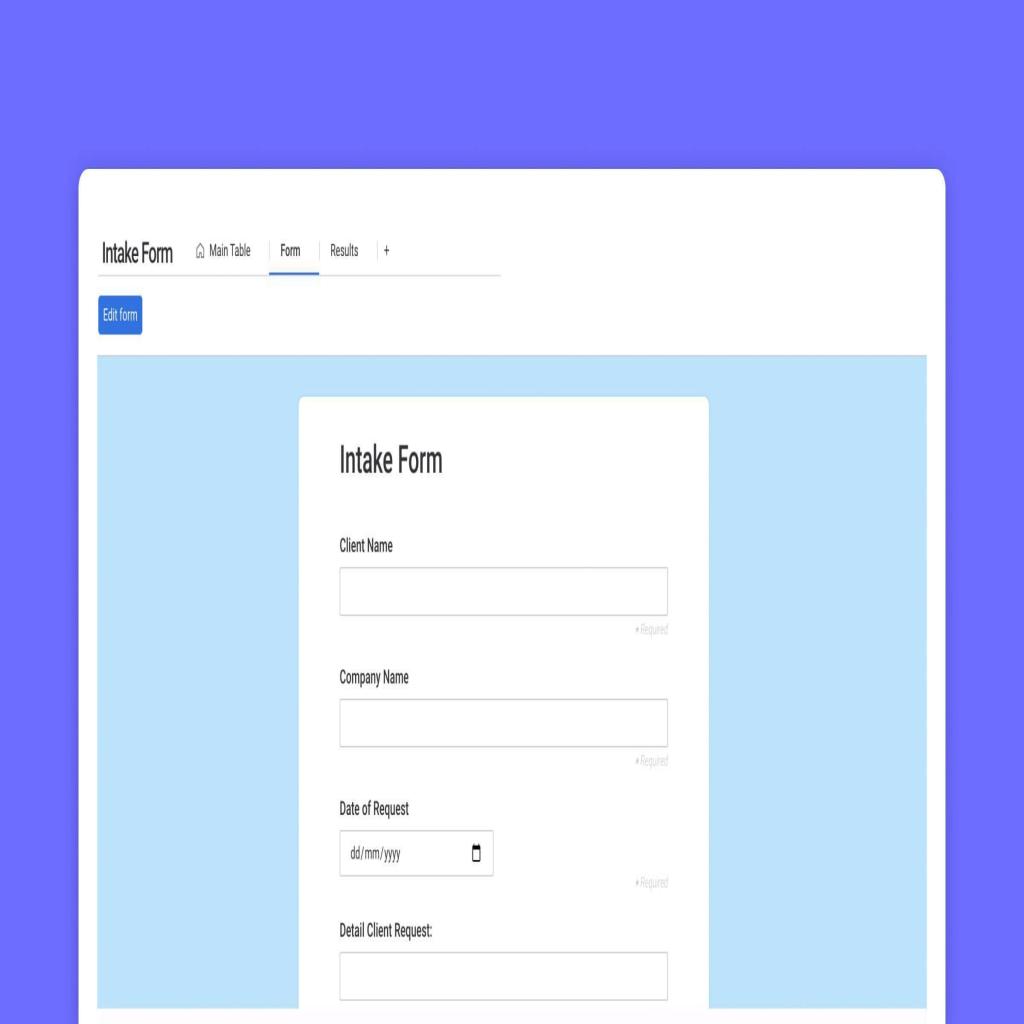 Intake Form Main Table Form Results +
Edit form
Intake Form
Client Name
* Required
Company Name
* Required
Date of Request
dd/mm/yyyy
* Required
Detail Client Request: